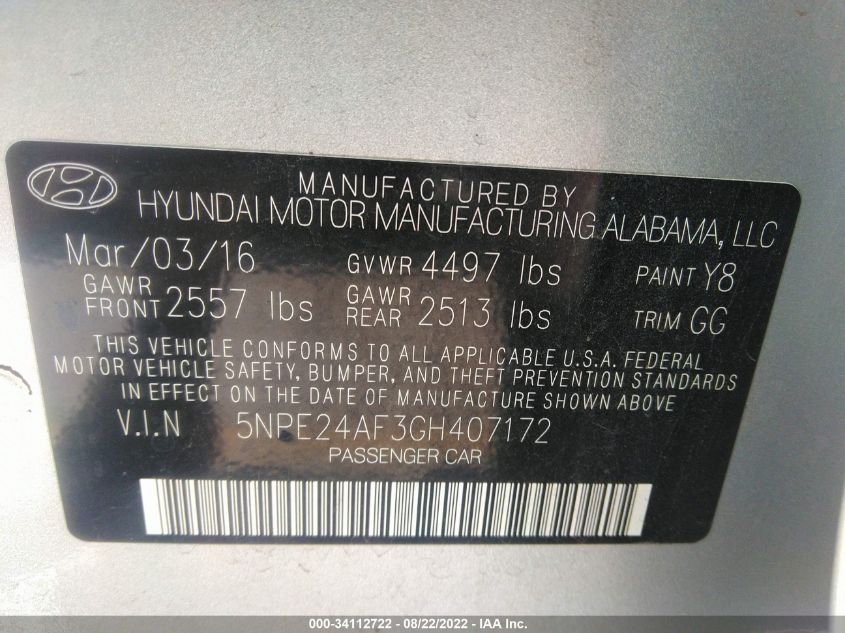 MANUFACTURED BY
HYUNDAI MOTOR MANUFACTURING ALABAMA, LLC
Mar/03/16 GVWR 4497 lbs PAINT Y8
GAWR FRONT 2557 lbs GAWR REAR 2513 lbs TRIM GG
THIS VEHICLE CONFORMS TO ALL APPLICABLE U.S.A. FEDERAL
MOTOR VEHICLE SAFETY, BUMPER, AND THEFT PREVENTION STANDARDS
IN EFFECT ON THE DATE OF MANUFACTURE SHOWN ABOVE
V.I.N 5NPE24AF3GH407172
PASSENGER CAR
000-34112722 - 08/22/2022 - IAA Inc.